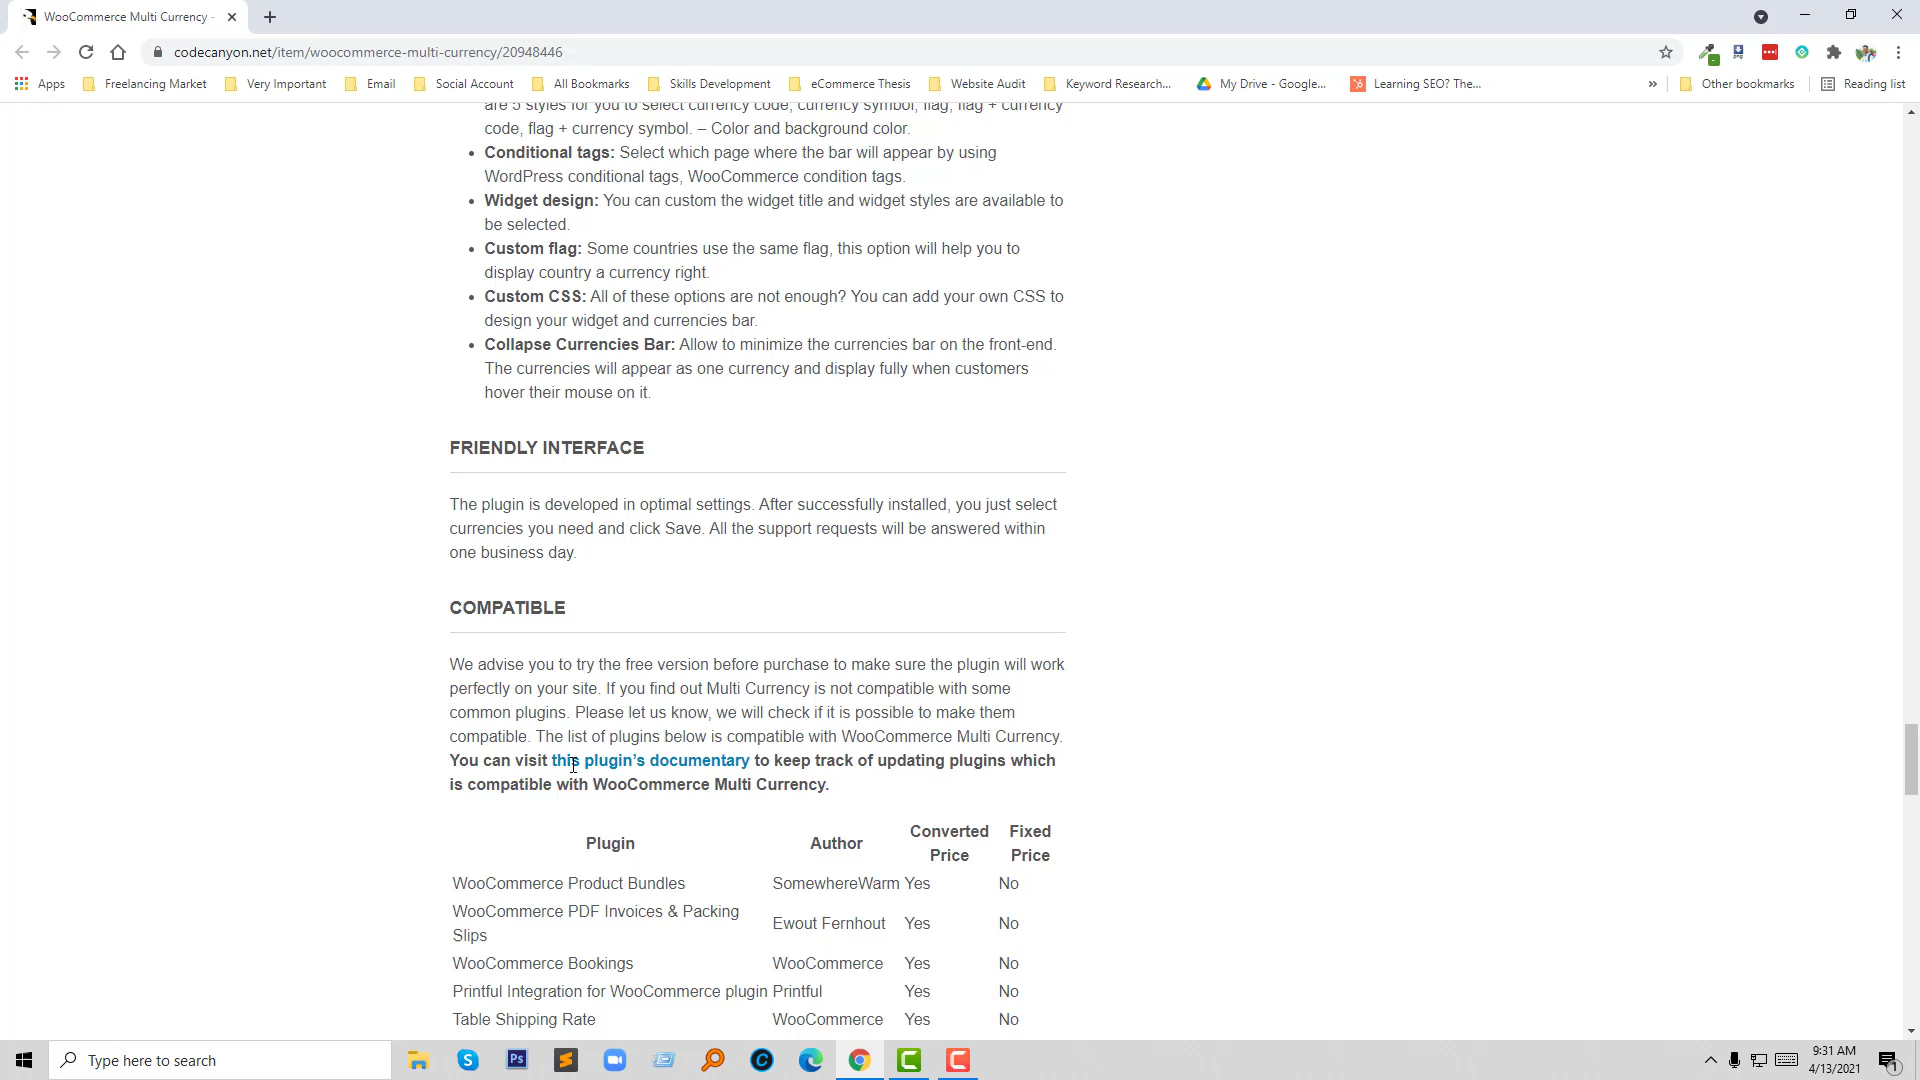 WooCommerce Multi Currency -
codecanyon.net/item/woocommerce-multi-currency/20948446
Apps Freelancing Market Very Important Email Social Account All Bookmarks Skills Development eCommerce Thesis Website Audit Keyword Research... My Drive - Google... Learning SEO? The... » Other bookmarks Reading list
are 5 styles for you to select currency code, currency symbol, flag, flag + currency
code, flag + currency symbol. – Color and background color.
• Conditional tags: Select which page where the bar will appear by using
WordPress conditional tags, WooCommerce condition tags.
• Widget design: You can custom the widget title and widget styles are available to
be selected.
• Custom flag: Some countries use the same flag, this option will help you to
display country a currency right.
• Custom CSS: All of these options are not enough? You can add your own CSS to
design your widget and currencies bar.
• Collapse Currencies Bar: Allow to minimize the currencies bar on the front-end.
The currencies will appear as one currency and display fully when customers
hover their mouse on it.
FRIENDLY INTERFACE
The plugin is developed in optimal settings. After successfully installed, you just select
currencies you need and click Save. All the support requests will be answered within
one business day.
COMPATIBLE
We advise you to try the free version before purchase to make sure the plugin will work
perfectly on your site. If you find out Multi Currency is not compatible with some
common plugins. Please let us know, we will check if it is possible to make them
compatible. The list of plugins below is compatible with WooCommerce Multi Currency.
You can visit this plugin’s documentary to keep track of updating plugins which
is compatible with WooCommerce Multi Currency.
Plugin Author Converted Price Fixed Price
WooCommerce Product Bundles SomewhereWarm Yes No
WooCommerce PDF Invoices & Packing
Slips Ewout Fernhout Yes No
WooCommerce Bookings WooCommerce Yes No
Printful Integration for WooCommerce plugin Printful Yes No
Table Shipping Rate WooCommerce Yes No
Type here to search
Ps
9:31 AM
4/13/2021
1